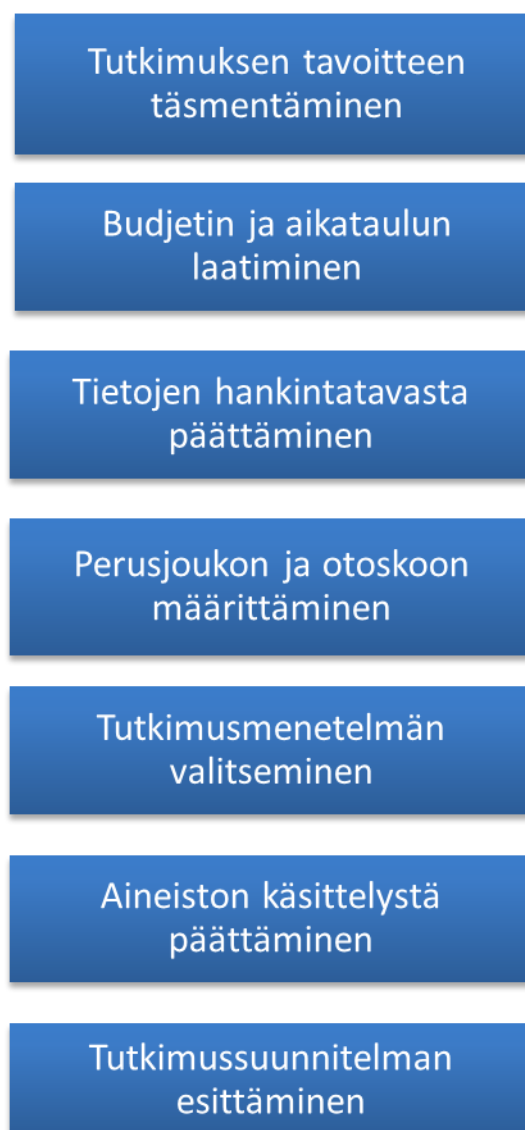 Tutkimuksen tavoitteen
täsmentäminen
Budjetin ja aikataulun
laatiminen
Tietojen hankintatavasta
päättäminen
Perusjoukon ja otoskoon
määrittäminen
Tutkimusmenetelmän
valitseminen
Aineiston käsittelystä
päättäminen
Tutkimussuunnitelman
esittäminen